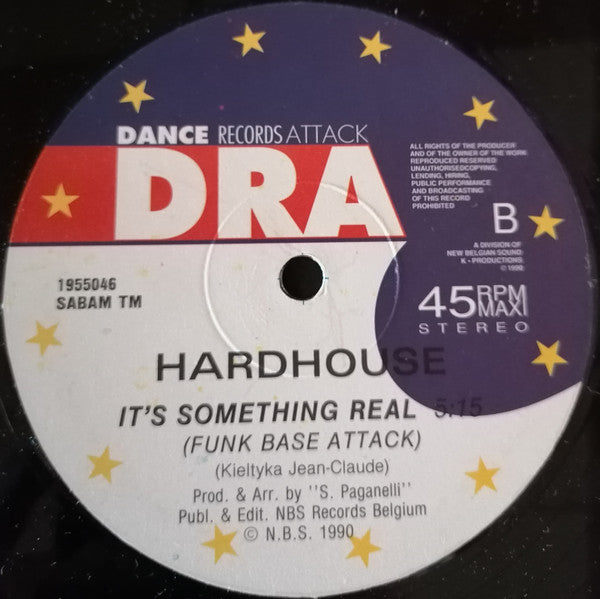 DANCE RECORDS ATTACK
DRA
ALL RIGHTS OF THE PRODUCER
AND OF THE OWNER OF THE WORK
REPRODUCED RESERVED
UNAUTHORISEDCOPYING,
LENDING, HIRING,
PUBLIC PERFORMANCE
AND BROADCASTING
OF THIS RECORD
PROHIBITED
B
A DIVISION OF
NEW BELGIAN SOUND
K - PRODUCTIONS
© 1990
1955046
SABAM TM
45 RPM
MAXI
STEREO
HARDHOUSE
IT'S SOMETHING REAL 5:15
(FUNK BASE ATTACK)
(Kieltyka Jean-Claude)
Prod. & Arr. by "S. Paganelli"
Publ. & Edit. NBS Records Belgium
© N.B.S. 1990